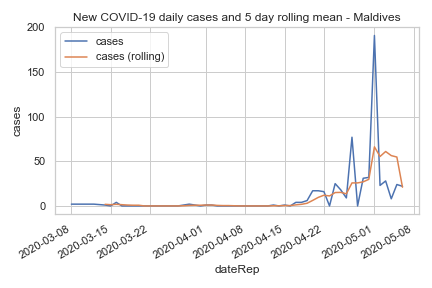 New COVID-19 daily cases and 5 day rolling mean - Maldives
200
150
100
50
0
cases
cases
cases (rolling)
2020-03-08
2020-03-15
2020-03-22
2020-04-01
2020-04-08
2020-04-15
2020-04-22
2020-05-01
2020-05-08
dateRep